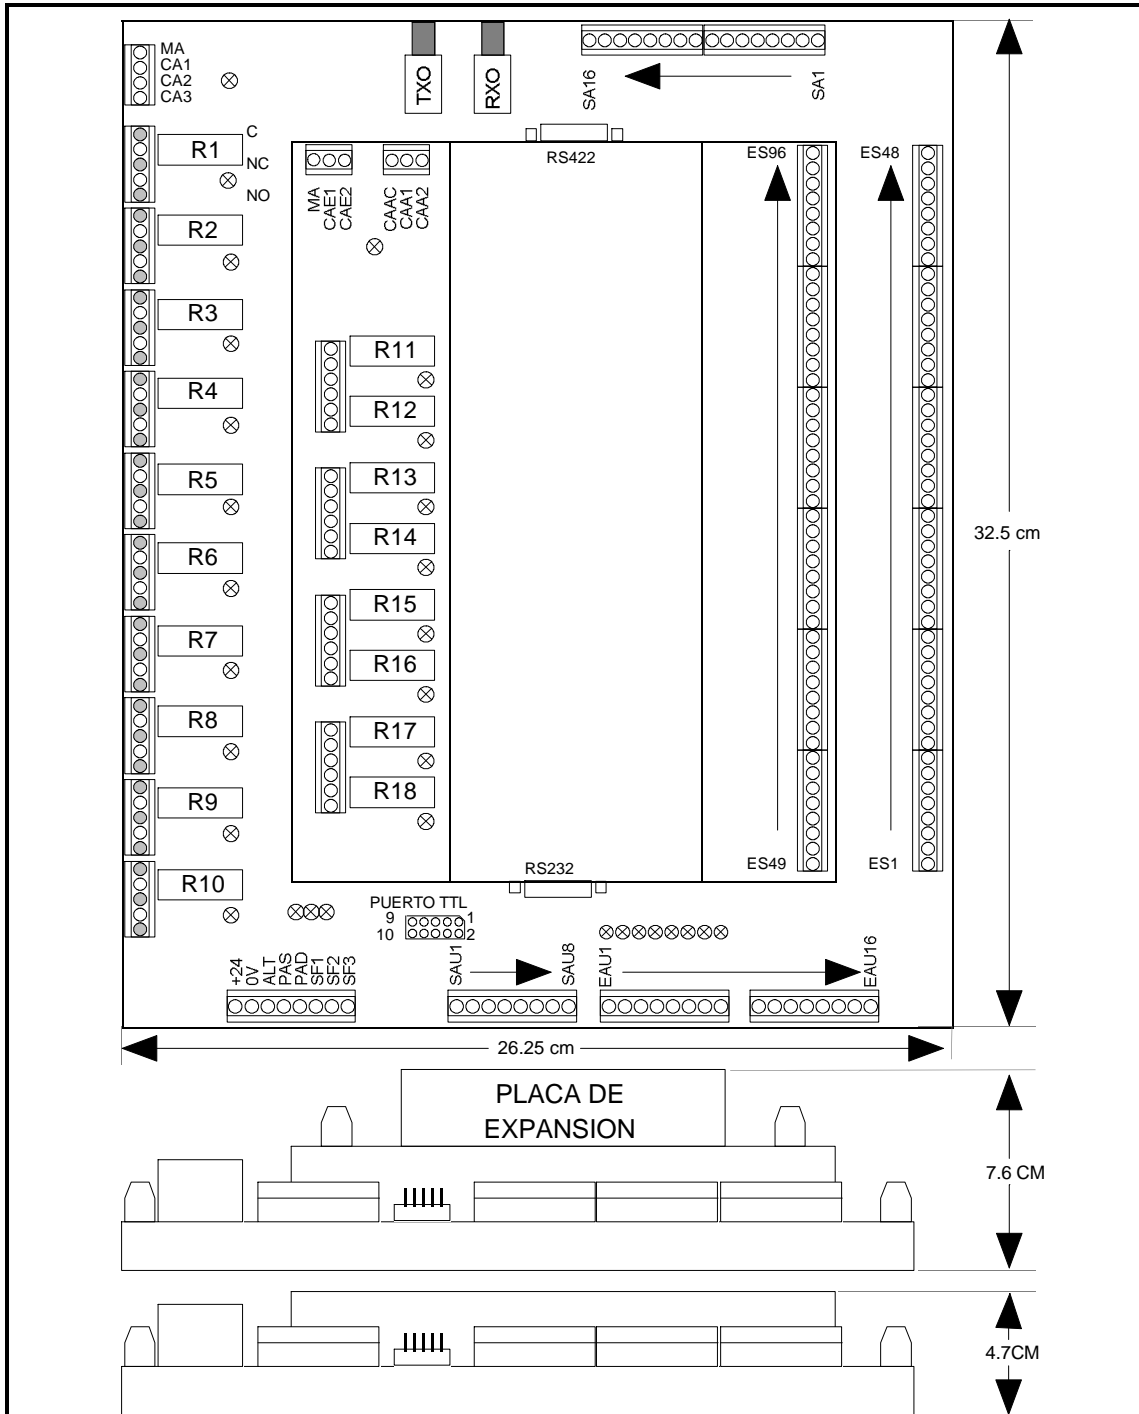 MA
CA1
CA2
CA3
TXO
RXO
SA16
SA1
R1
C
NC
NO
RS422
ES96
ES48
MA
CAE1
CAE2
CAAC
CAA1
CAA2
R2
R3
R4
R5
R6
R7
R8
R9
R10
R11
R12
R13
R14
R15
R16
R17
R18
32.5 cm
ES49
ES1
RS232
PUERTO TTL
9 1
10 2
+24
0V
ALT
PAS
PAD
SF1
SF2
SF3
SAU1
SAU8
EAU1
EAU16
26.25 cm
PLACA DE
EXPANSION
7.6 CM
4.7CM